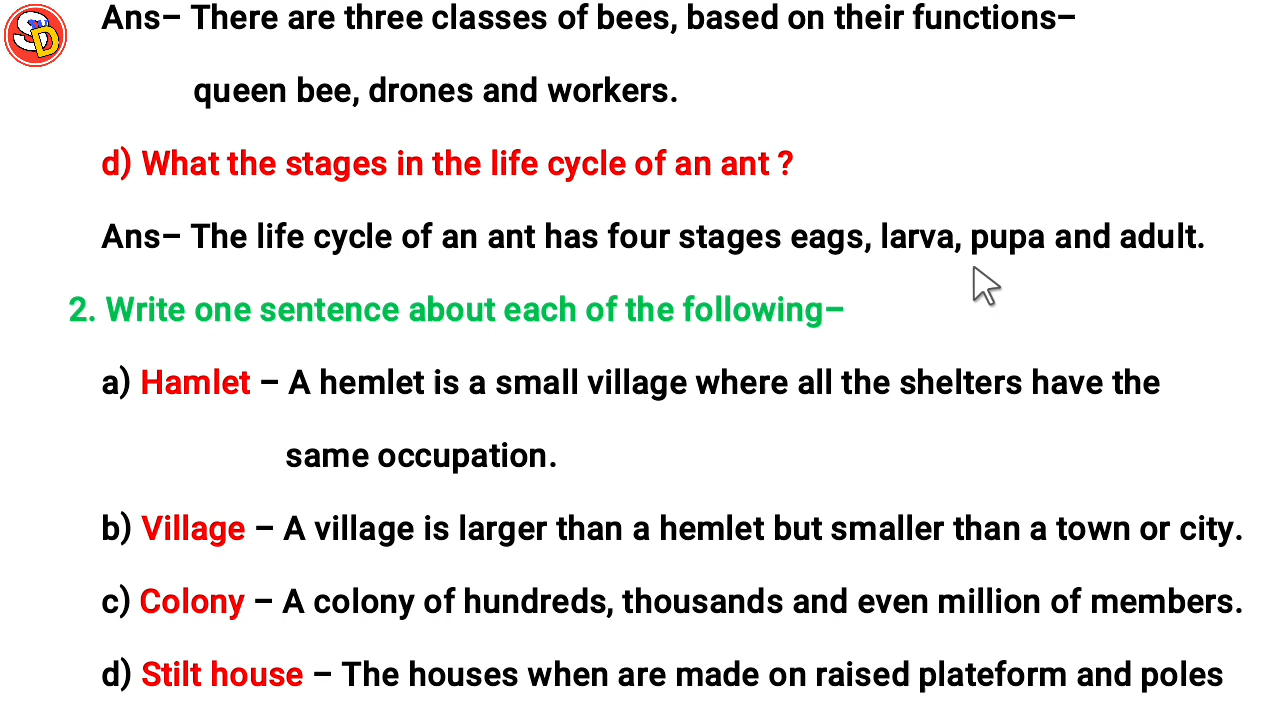 SD
Ans– There are three classes of bees, based on their functions–
queen bee, drones and workers.
d) What the stages in the life cycle of an ant ?
Ans– The life cycle of an ant has four stages eags, larva, pupa and adult.
2. Write one sentence about each of the following–
a) Hamlet – A hemlet is a small village where all the shelters have the
same occupation.
b) Village – A village is larger than a hemlet but smaller than a town or city.
c) Colony – A colony of hundreds, thousands and even million of members.
d) Stilt house – The houses when are made on raised plateform and poles